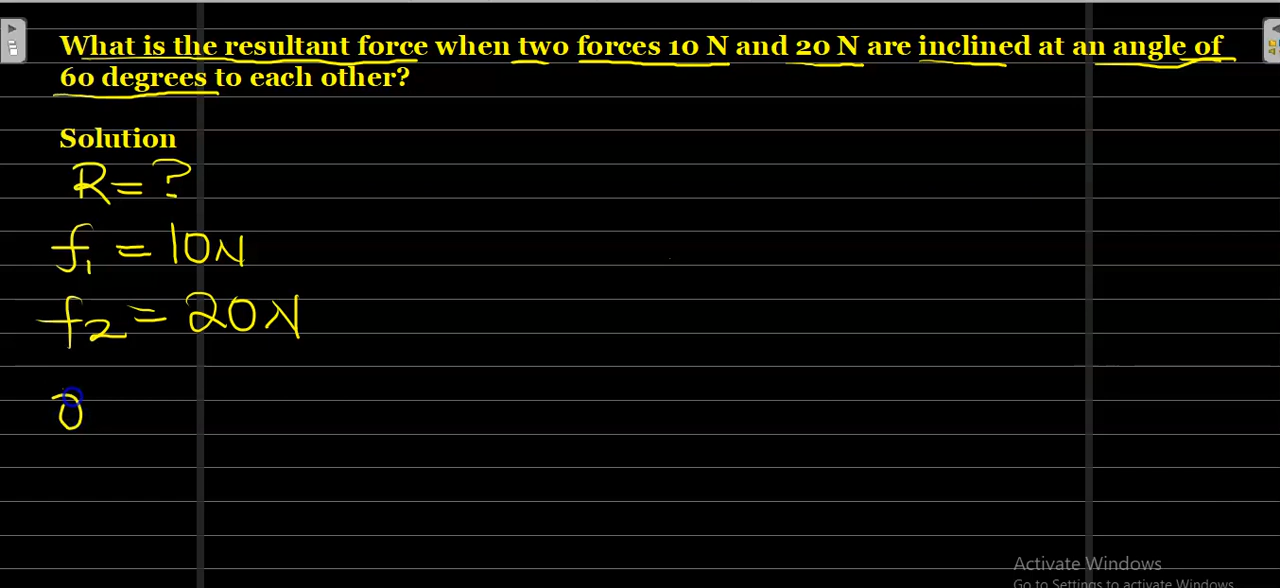 What is the resultant force when two forces 10 N and 20 N are inclined at an angle of
60 degrees to each other?
Solution
R = ?
f1 = 10N
f2 = 20N
Activate Windows
Go to Settings to activate Windows.